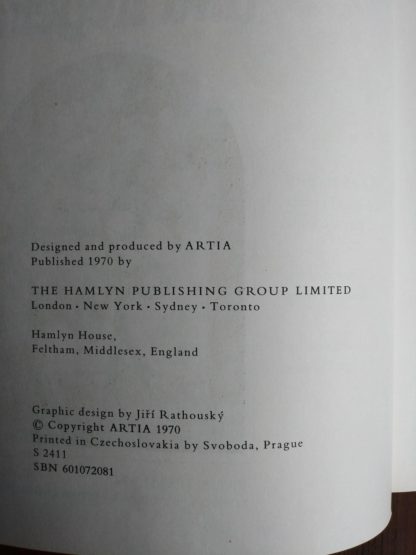 Designed and produced by ARTIA
Published 1970 by
THE HAMLYN PUBLISHING GROUP LIMITED
London • New York • Sydney • Toronto
Hamlyn House,
Feltham, Middlesex, England
Graphic design by Jiří Rathouský
© Copyright ARTIA 1970
Printed in Czechoslovakia by Svoboda, Prague
S 2411
SBN 601072081